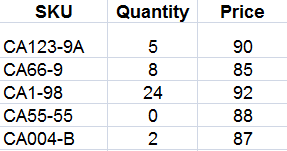 SKU Quantity Price
CA123-9A 5 90
CA66-9 8 85
CA1-98 24 92
CA55-55 0 88
CA004-B 2 87